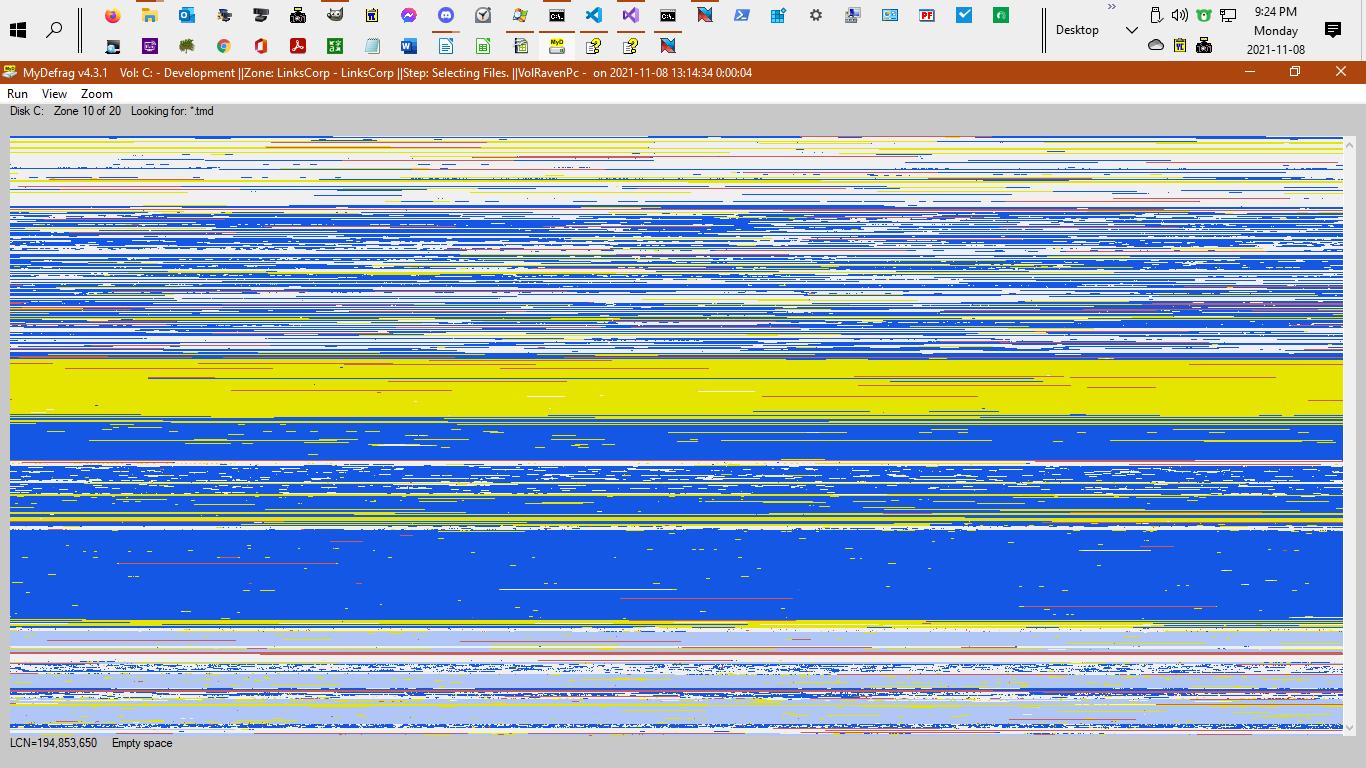 9:24 PM
Desktop
Monday
2021-11-08
MyDefrag v4.3.1 Vol: C: - Development ||Zone: LinksCorp - LinksCorp ||Step: Selecting Files. ||VolRavenPc - on 2021-11-08 13:14:34 0:00:04
Run View Zoom
Disk C: Zone 10 of 20 Looking for: *.tmd
LCN=194,853,650 Empty space